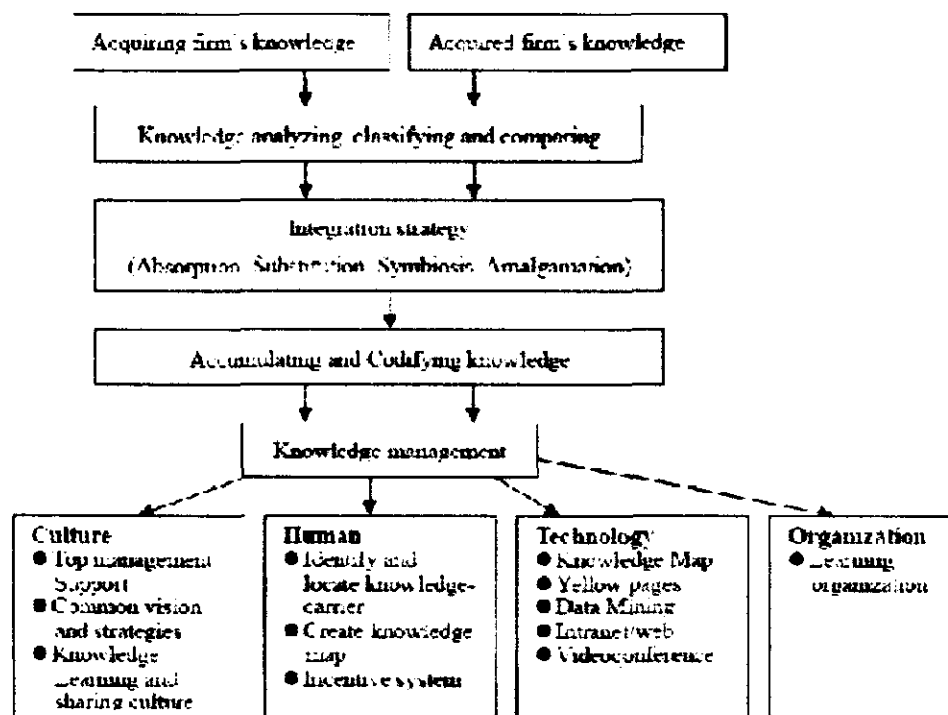 Acquiring firm's knowledge
Acquired firm's knowledge
Knowledge analyzing, classifying and comparing
Integration strategy
(Absorption, Substitution, Symbiosis, Amalgamation)
Accumulating and Codifying knowledge
Knowledge management
Culture
● Top management
Support
● Common vision
and strategies
● Knowledge
Learning and
sharing culture
Human
● Identify and
locate knowledge-
carrier
● Create knowledge
map
● Incentive system
Technology
● Knowledge Map
● Yellow pages
● Data Mining
● Intranet/web
● Videoconference
Organization
● Learning
organization